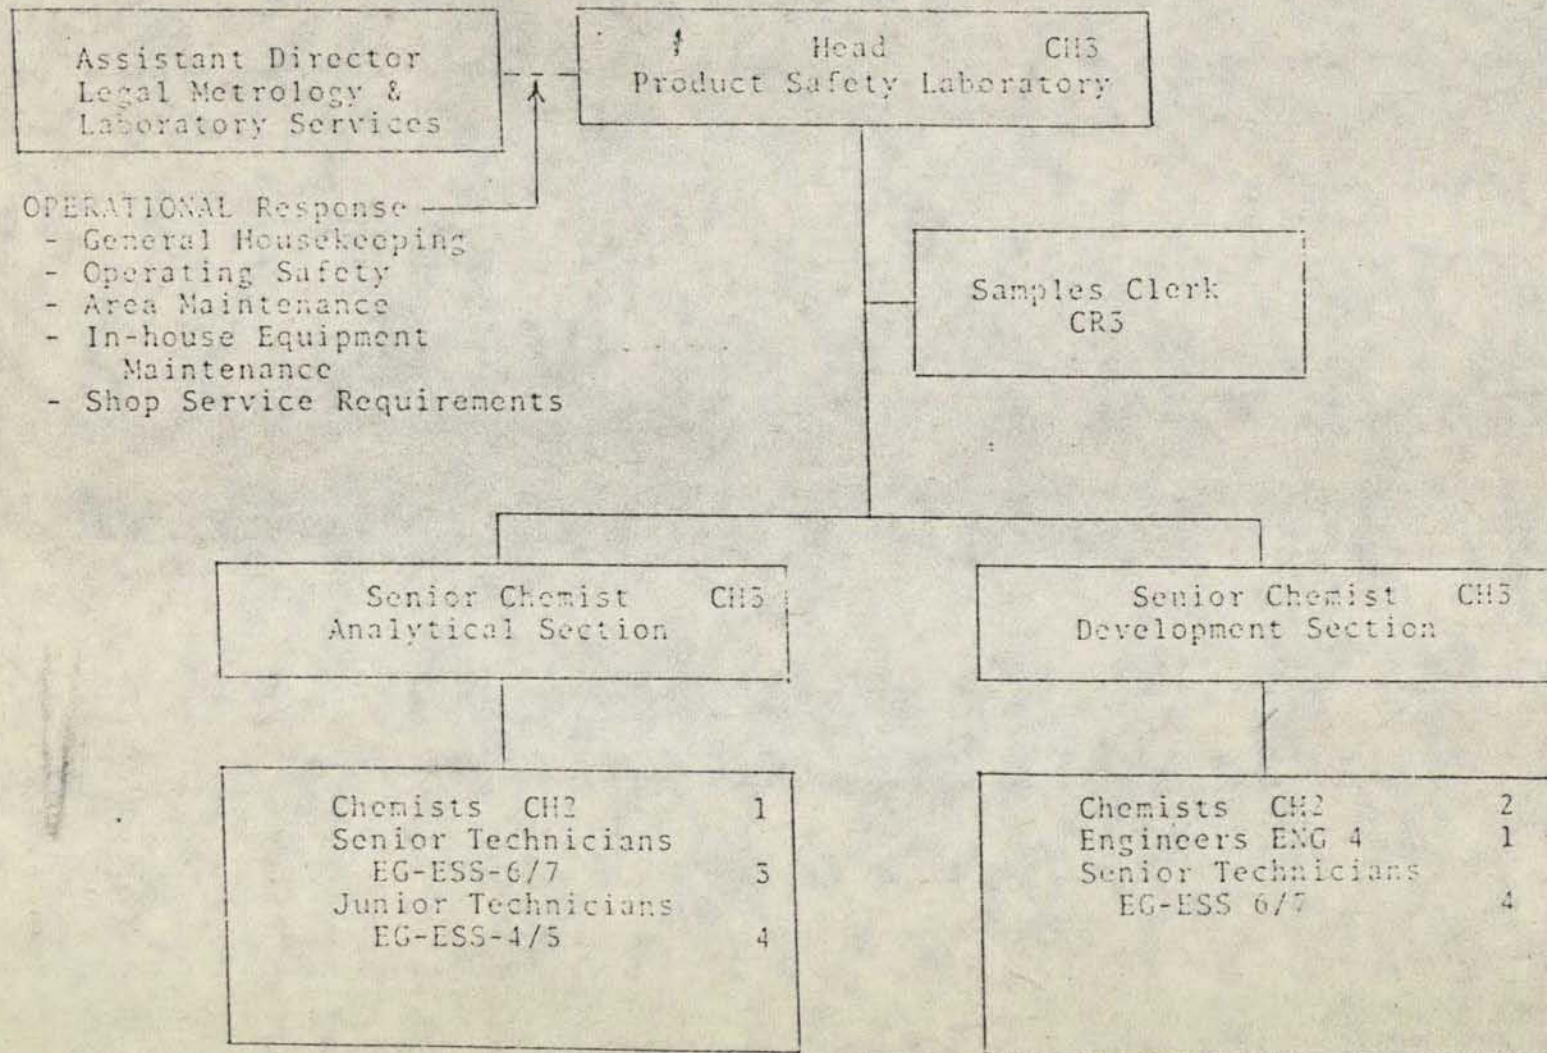 Assistant Director
Legal Metrology &
Laboratory Services
Head CH3
Product Safety Laboratory
OPERATIONAL Response
- General Housekeeping
- Operating Safety
- Area Maintenance
- In-house Equipment
Maintenance
- Shop Service Requirements
Samples Clerk
CR3
Senior Chemist CH3
Analytical Section
Senior Chemist CH3
Development Section
Chemists CH2 1
Senior Technicians
EG-ESS-6/7 3
Junior Technicians
EG-ESS-4/5 4
Chemists CH2 2
Engineers ENG 4 1
Senior Technicians
EG-ESS 6/7 4